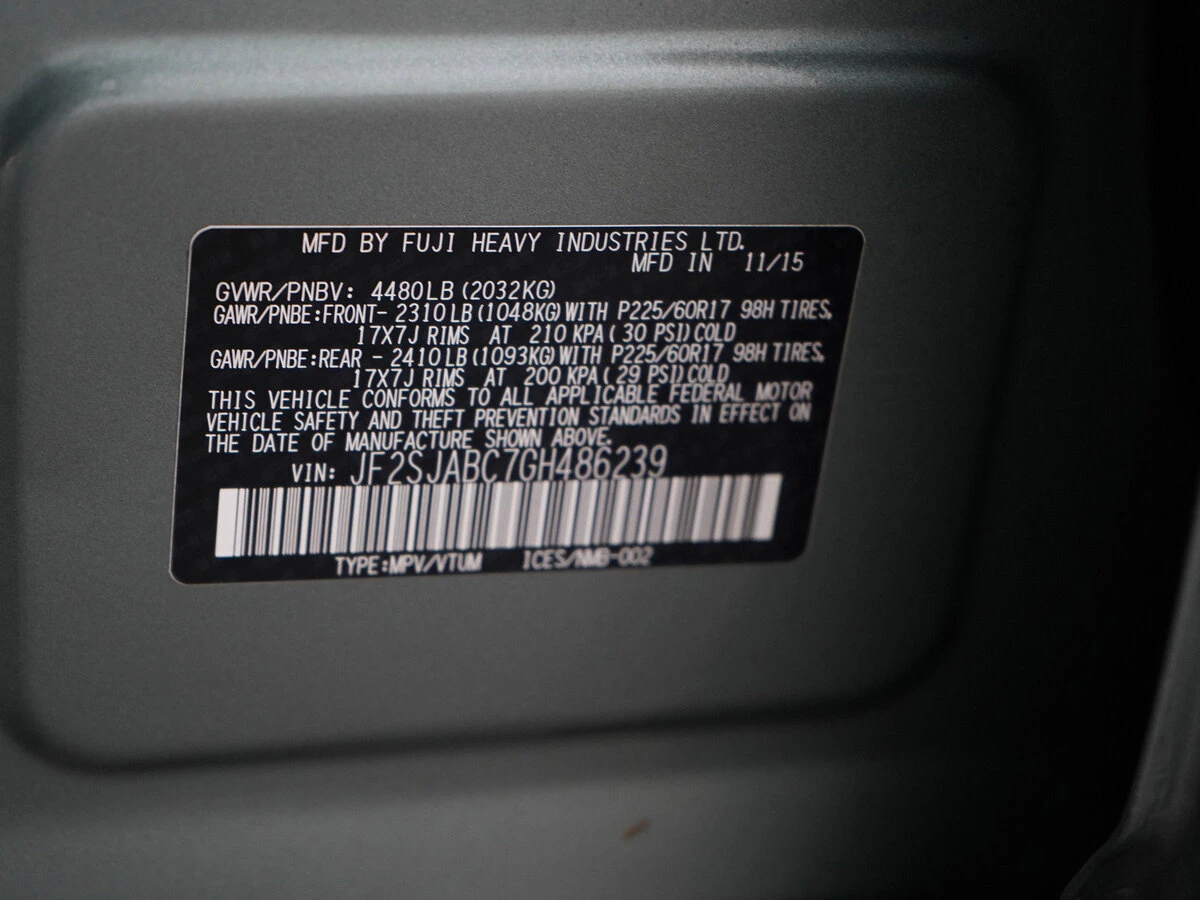 MFD BY FUJI HEAVY INDUSTRIES LTD.
MFD IN 11/15
GVWR/PNBV: 4480LB (2032KG)
GAWR/PNBE:FRONT- 2310LB (1048KG)WITH P225/60R17 98H TIRES,
17X7J RIMS AT 210 KPA( 30 PSI)COLD
GAWR/PNBE:REAR - 2410LB (1093KG)WITH P225/60R17 98H TIRES,
17X7J RIMS AT 200 KPA( 29 PSI)COLD
THIS VEHICLE CONFORMS TO ALL APPLICABLE FEDERAL MOTOR
VEHICLE SAFETY AND THEFT PREVENTION STANDARDS IN EFFECT ON
THE DATE OF MANUFACTURE SHOWN ABOVE.
VIN: JF2SJABC7GH486239
TYPE:MPV/VTUM ICES/NMB-002